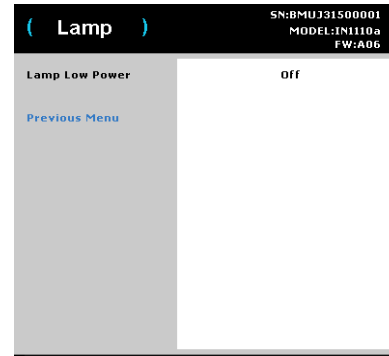 ( Lamp )
SN:BMUJ31500001
MODEL:IN1110a
FW:A06
Lamp Low Power Off
Previous Menu